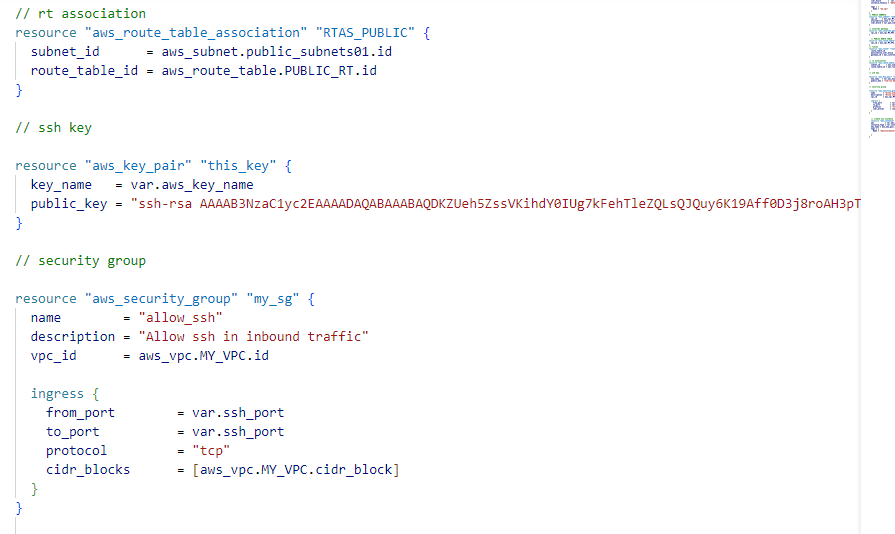 // rt association
resource "aws_route_table_association" "RTAS_PUBLIC" {
  subnet_id      = aws_subnet.public_subnets01.id
  route_table_id = aws_route_table.PUBLIC_RT.id
}

// ssh key

resource "aws_key_pair" "this_key" {
  key_name   = var.aws_key_name
  public_key = "ssh-rsa AAAAB3NzaC1yc2EAAAADAQABAAABAQDKZUeh5ZssVKihdY0IUg7kFehTleZQLsQJQuy6K19Aff0D3j8roAH3pT
}

// security group

resource "aws_security_group" "my_sg" {
  name        = "allow_ssh"
  description = "Allow ssh in inbound traffic"
  vpc_id      = aws_vpc.MY_VPC.id

  ingress {
    from_port        = var.ssh_port
    to_port          = var.ssh_port
    protocol         = "tcp"
    cidr_blocks      = [aws_vpc.MY_VPC.cidr_block]
  }
}